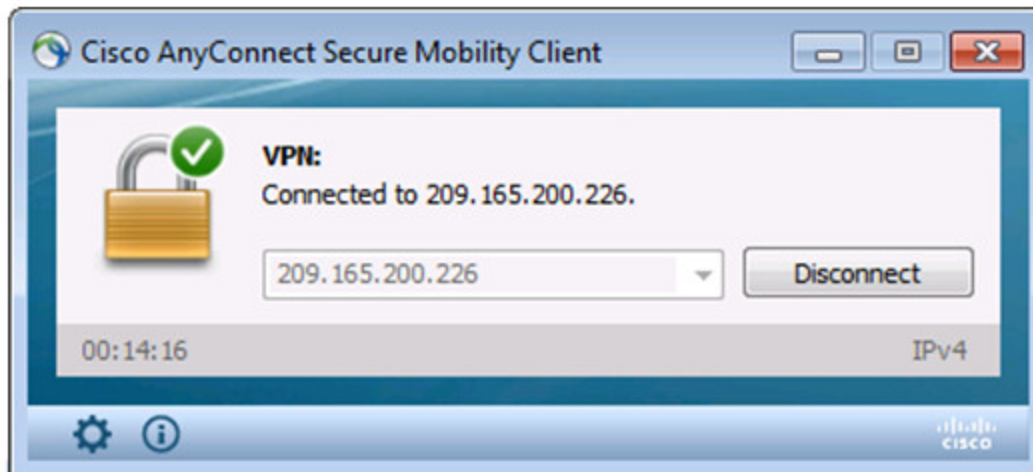 Cisco AnyConnect Secure Mobility Client
VPN:
Connected to 209.165.200.226.
209.165.200.226
Disconnect
00:14:16
IPv4
CISCO